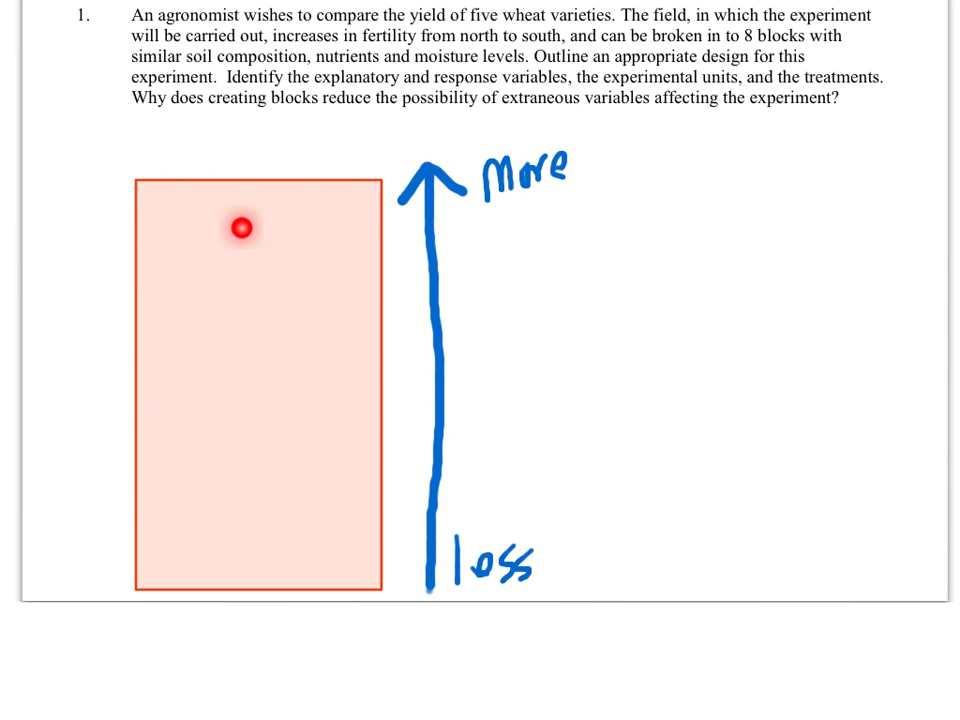 1. An agronomist wishes to compare the yield of five wheat varieties. The field, in which the experiment
will be carried out, increases in fertility from north to south, and can be broken in to 8 blocks with
similar soil composition, nutrients and moisture levels. Outline an appropriate design for this
experiment. Identify the explanatory and response variables, the experimental units, and the treatments.
Why does creating blocks reduce the possibility of extraneous variables affecting the experiment?
More
loss